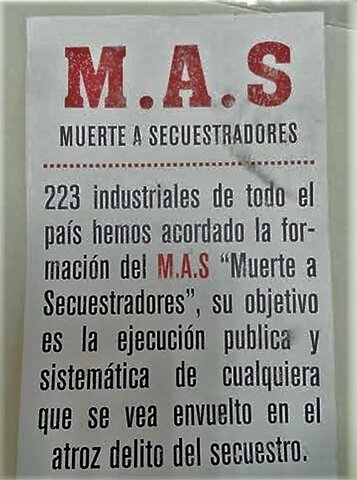 M.A.S
MUERTE A SECUESTRADORES
223 industriales de todo el
país hemos acordado la for-
mación del M.A.S “Muerte a
Secuestradores”, su objetivo
es la ejecución publica y
sistemática de cualquiera
que se vea envuelto en el
atroz delito del secuestro.